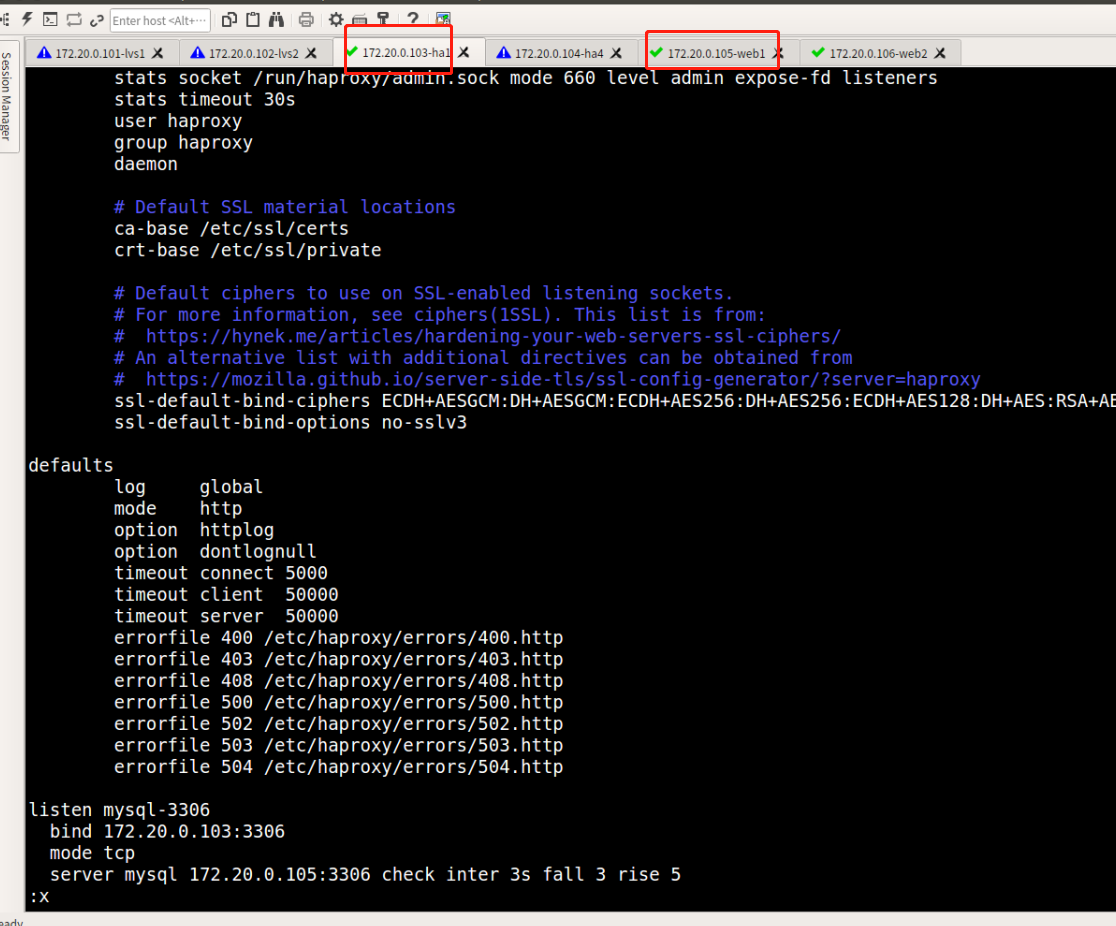 Enter host <Alt+···
Session Manager
172.20.0.101-lvs1
172.20.0.102-lvs2
172.20.0.103-ha1
172.20.0.104-ha4
172.20.0.105-web1
172.20.0.106-web2
stats socket /run/haproxy/admin.sock mode 660 level admin expose-fd listeners
stats timeout 30s
user haproxy
group haproxy
daemon
# Default SSL material locations
ca-base /etc/ssl/certs
crt-base /etc/ssl/private
# Default ciphers to use on SSL-enabled listening sockets.
# For more information, see ciphers(1SSL). This list is from:
#  https://hynek.me/articles/hardening-your-web-servers-ssl-ciphers/
# An alternative list with additional directives can be obtained from
#  https://mozilla.github.io/server-side-tls/ssl-config-generator/?server=haproxy
ssl-default-bind-ciphers ECDH+AESGCM:DH+AESGCM:ECDH+AES256:DH+AES256:ECDH+AES128:DH+AES:RSA+AE
ssl-default-bind-options no-sslv3
defaults
log     global
mode    http
option  httplog
option  dontlognull
timeout connect 5000
timeout client  50000
timeout server  50000
errorfile 400 /etc/haproxy/errors/400.http
errorfile 403 /etc/haproxy/errors/403.http
errorfile 408 /etc/haproxy/errors/408.http
errorfile 500 /etc/haproxy/errors/500.http
errorfile 502 /etc/haproxy/errors/502.http
errorfile 503 /etc/haproxy/errors/503.http
errorfile 504 /etc/haproxy/errors/504.http
listen mysql-3306
bind 172.20.0.103:3306
mode tcp
server mysql 172.20.0.105:3306 check inter 3s fall 3 rise 5
:x
eady